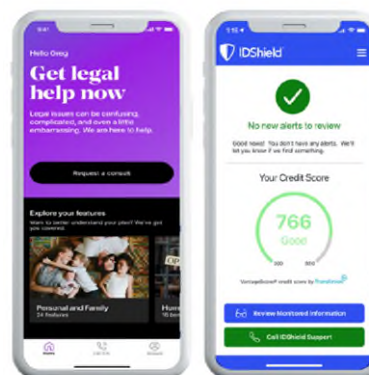 9:41
Hello Greg
Get legal
help now
Legal issues can be confusing,
complicated, and even a little
embarrassing. We are here to help.
Request a consult
Explore your features
Want to better understand your plan? We've got
you covered.
Personal and Family
24 features
Home
1:15
IDShield
No new alerts to review
Good news! You don't have any alerts. We'll
let you know if we find something.
Your Credit Score
766
Good
300
850
VantageScore® credit score by TransUnion
Review Monitored Information
Call IDShield Support